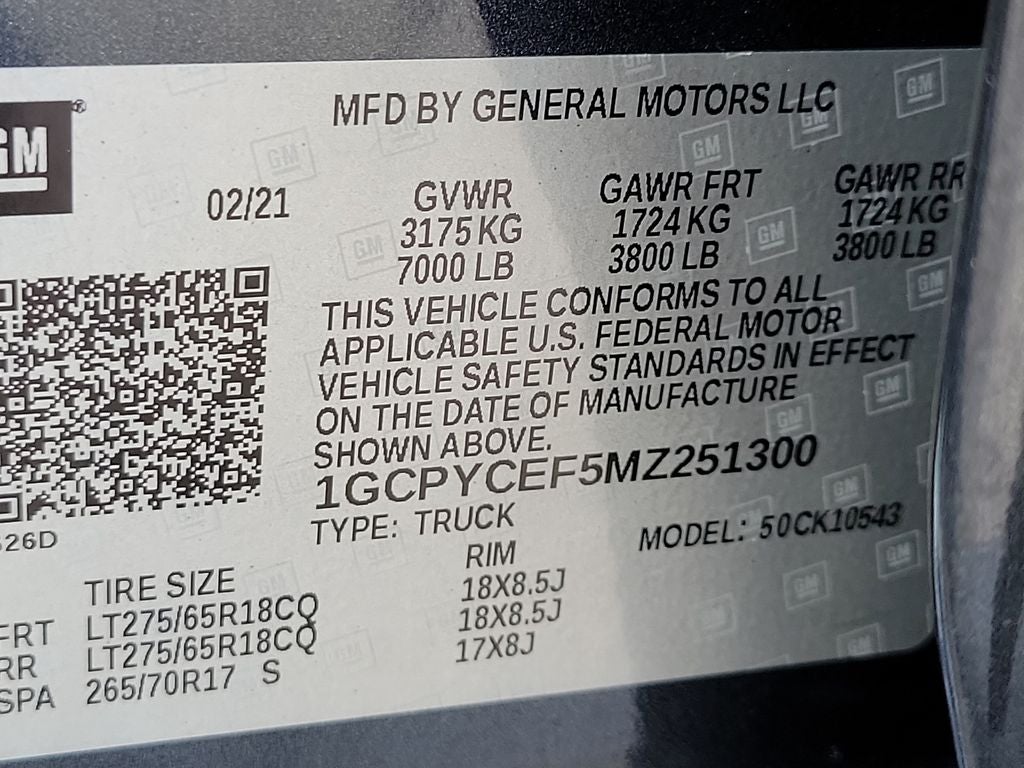 GM
MFD BY GENERAL MOTORS LLC
02/21 GVWR GAWR FRT GAWR RR
3175 KG 1724 KG 1724 KG
7000 LB 3800 LB 3800 LB
THIS VEHICLE CONFORMS TO ALL
APPLICABLE U.S. FEDERAL MOTOR
VEHICLE SAFETY STANDARDS IN EFFECT
ON THE DATE OF MANUFACTURE
SHOWN ABOVE.
1GCPYCEF5MZ251300
TYPE: TRUCK MODEL: 50CK10543
26D
TIRE SIZE RIM
FRT LT275/65R18CQ 18X8.5J
RR LT275/65R18CQ 18X8.5J
SPA 265/70R17 S 17X8J